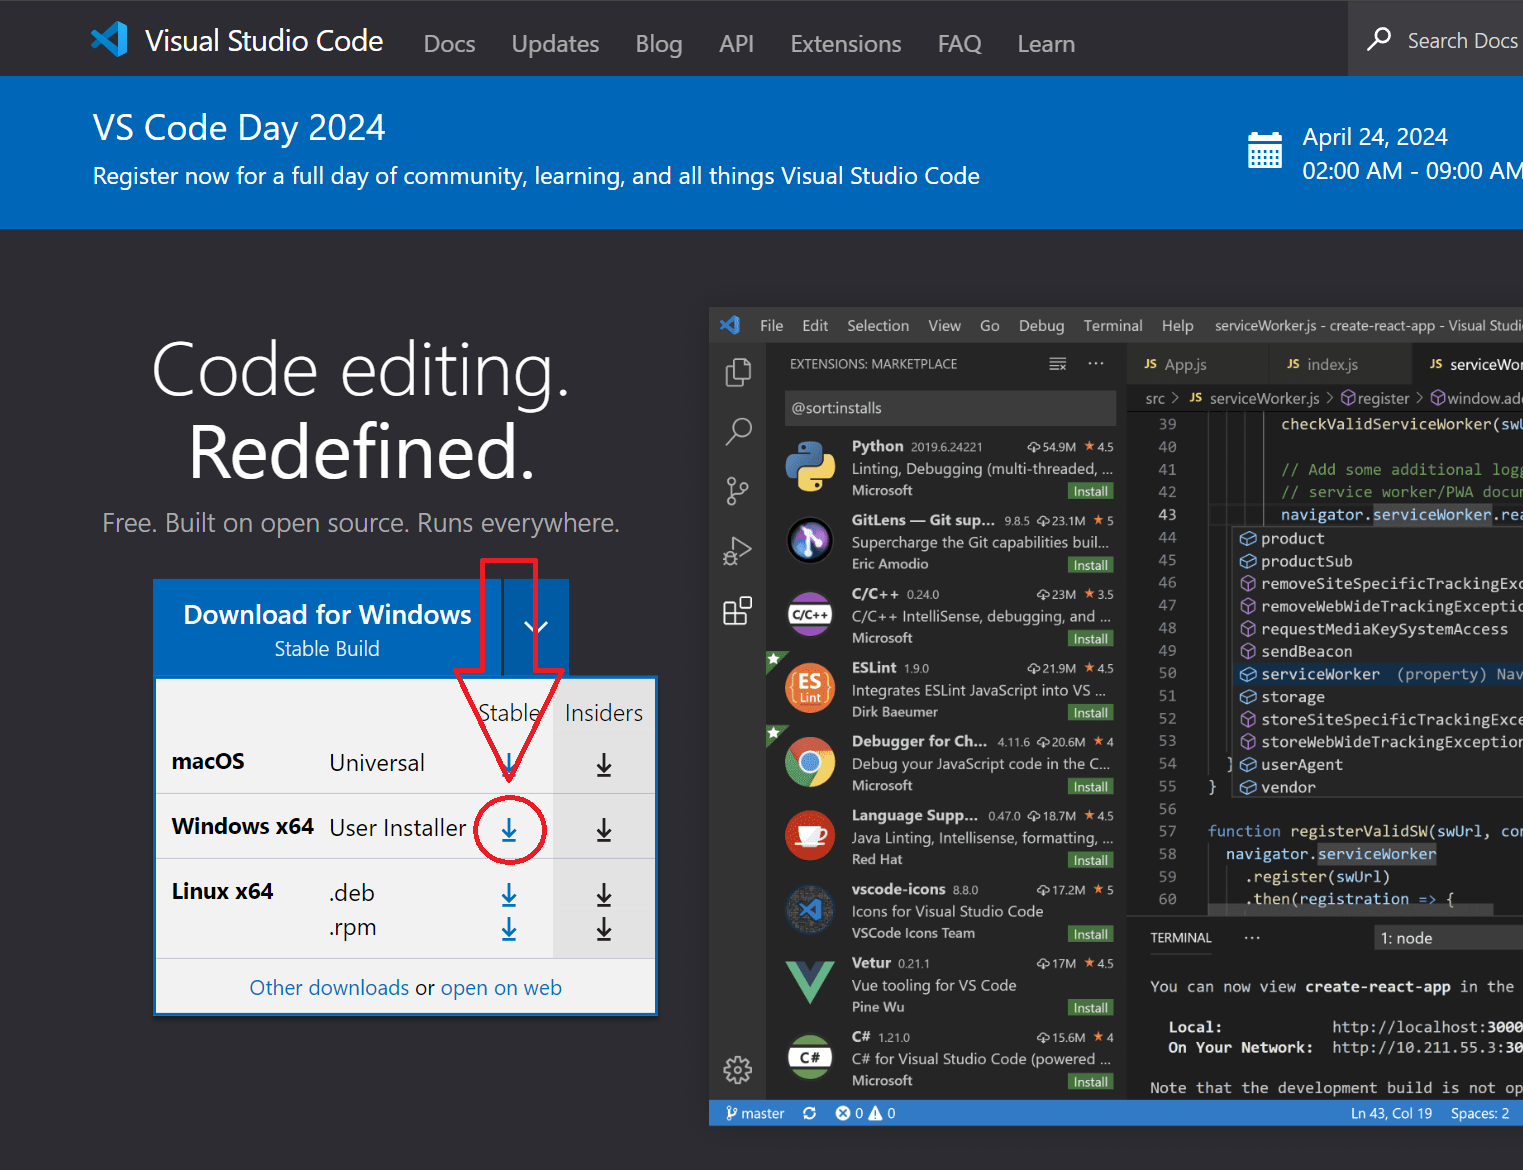 Visual Studio Code Docs Updates Blog API Extensions FAQ Learn Search Docs
VS Code Day 2024
Register now for a full day of community, learning, and all things Visual Studio Code
April 24, 2024
02:00 AM - 09:00 AM
Code editing.
Redefined.
Free. Built on open source. Runs everywhere.
Download for Windows
Stable Build
Stable Insiders
macOS Universal
Windows x64 User Installer
Linux x64 .deb
.rpm
Other downloads or open on web
File Edit Selection View Go Debug Terminal Help serviceWorker.js - create-react-app - Visual Studi
EXTENSIONS: MARKETPLACE
@sort:installs
Python 2019.6.24221 54.9M 4.5
Linting, Debugging (multi-threaded, ...
Microsoft Install
GitLens — Git sup... 9.8.5 23.1M 5
Supercharge the Git capabilities buil...
Eric Amodio Install
C/C++
C/C++ 0.24.0 23M 3.5
C/C++ IntelliSense, debugging, and ...
Microsoft Install
ES
Lint
ESLint 1.9.0 21.9M 4.5
Integrates ESLint JavaScript into VS ...
Dirk Baeumer Install
Debugger for Ch... 4.11.6 20.6M 4
Debug your JavaScript code in the C...
Microsoft Install
Language Supp... 0.47.0 18.7M 4.5
Java Linting, Intellisense, formatting, ...
Red Hat Install
vscode-icons 8.8.0 17.2M 5
Icons for Visual Studio Code
VSCode Icons Team Install
Vetur 0.21.1 17M 4.5
Vue tooling for VS Code
Pine Wu Install
C#
C# 1.21.0 15.6M 4
C# for Visual Studio Code (powered ...
Microsoft Install
JS App.js JS index.js JS serviceWor
src > JS serviceWorker.js > register > window.ad
39 checkValidServiceWorker(sw
40
41 // Add some additional logg
42 // service worker/PWA docu
43 navigator.serviceWorker.rea
44 product
45 productSub
46 removeSiteSpecificTrackingExc
47 removeWebWideTrackingExceptio
48 requestMediaKeySystemAccess
49 sendBeacon
50 serviceWorker (property) Nav
51 storage
52 storeSiteSpecificTrackingExce
53 storeWebWideTrackingException
54 } userAgent
55 } vendor
56
57 function registerValidSW(swUrl, con
58 navigator.serviceWorker
59 .register(swUrl)
60 .then(registration => {
TERMINAL ... 1: node
You can now view create-react-app in the
Local: http://localhost:3000
On Your Network: http://10.211.55.3:30
Note that the development build is not op
master 0 0 Ln 43, Col 19 Spaces: 2